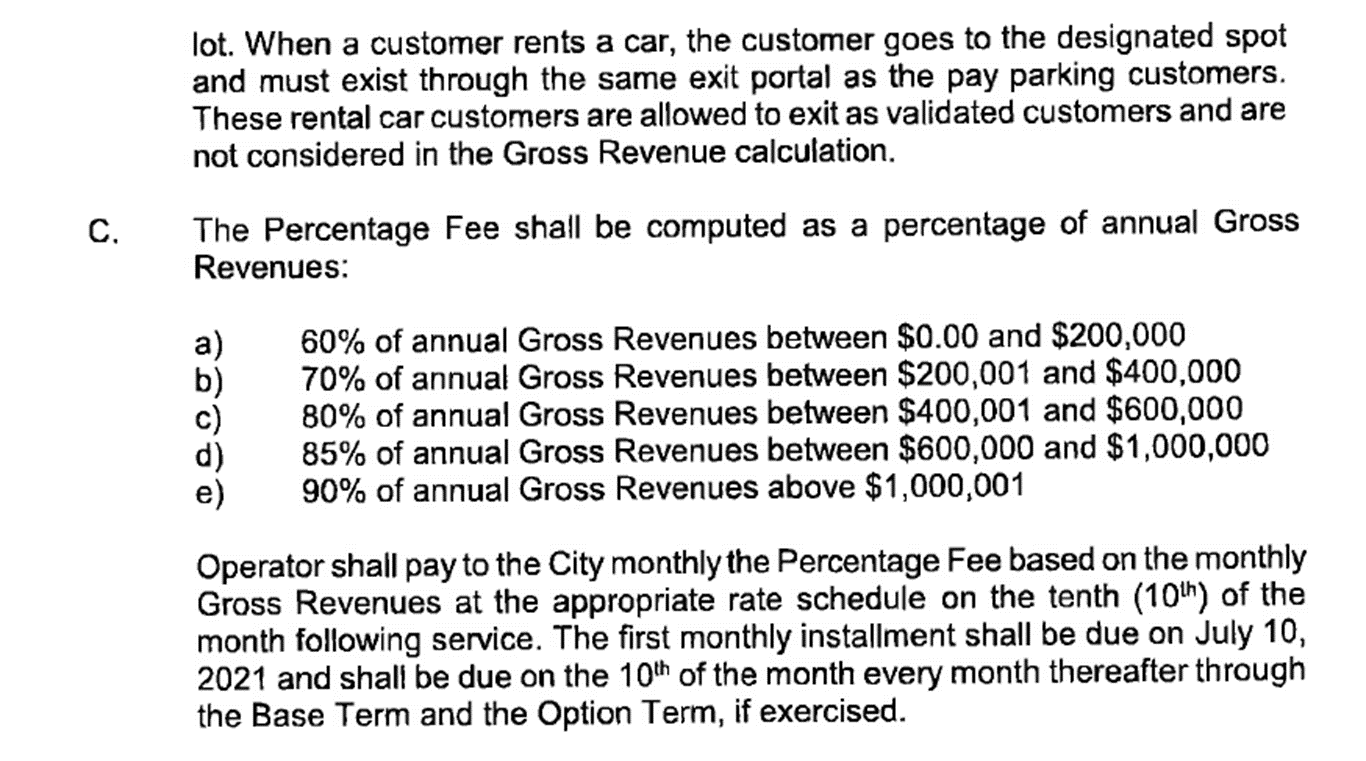 lot. When a customer rents a car, the customer goes to the designated spot
and must exist through the same exit portal as the pay parking customers.
These rental car customers are allowed to exit as validated customers and are
not considered in the Gross Revenue calculation.
C. The Percentage Fee shall be computed as a percentage of annual Gross
Revenues:
a) 60% of annual Gross Revenues between $0.00 and $200,000
b) 70% of annual Gross Revenues between $200,001 and $400,000
c) 80% of annual Gross Revenues between $400,001 and $600,000
d) 85% of annual Gross Revenues between $600,000 and $1,000,000
e) 90% of annual Gross Revenues above $1,000,001
Operator shall pay to the City monthly the Percentage Fee based on the monthly
Gross Revenues at the appropriate rate schedule on the tenth (10th) of the
month following service. The first monthly installment shall be due on July 10,
2021 and shall be due on the 10th of the month every month thereafter through
the Base Term and the Option Term, if exercised.